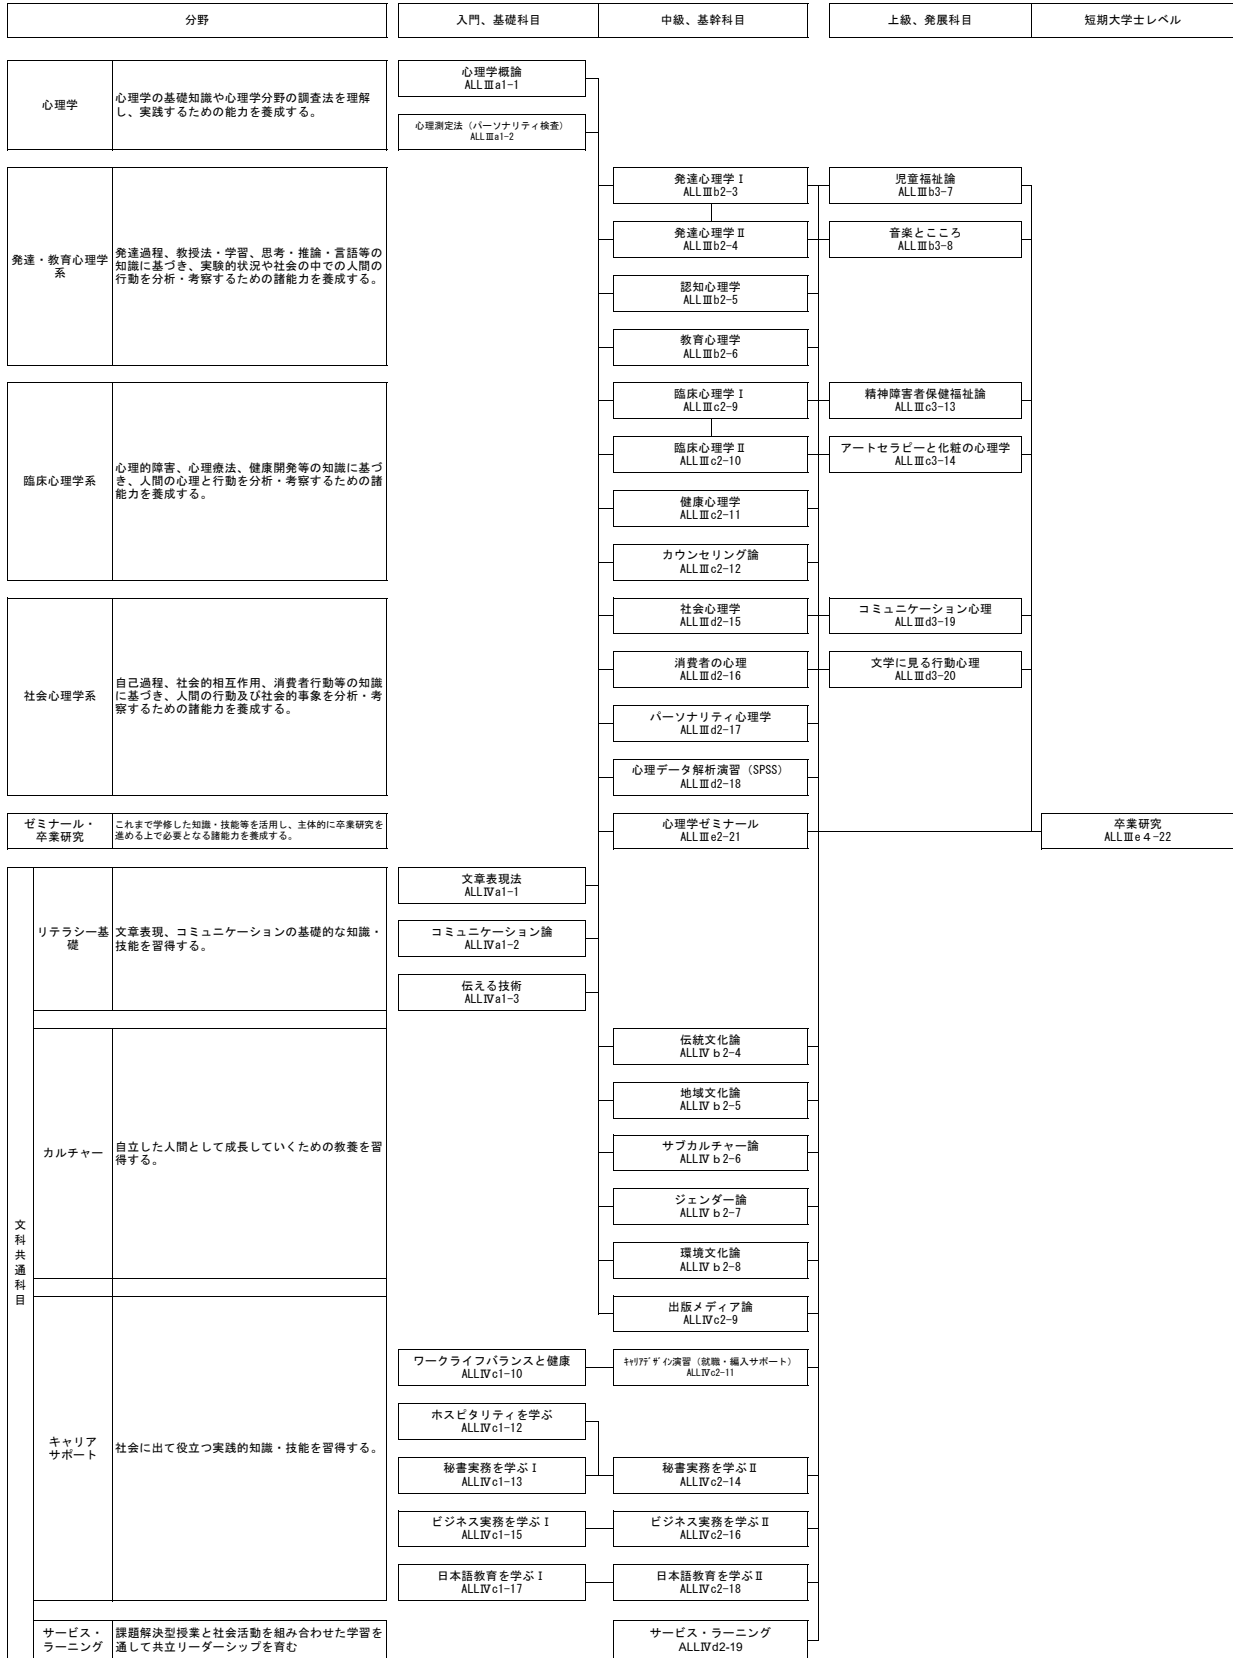 分野
入門、基礎科目
中級、基幹科目
上級、発展科目
短期大学士レベル
心理学
心理学の基礎知識や心理学分野の調査法を理解
し、実践するための能力を養成する。
心理学概論
ALLⅢa1-1
心理測定法（パーソナリティ検査）
ALLⅢa1-2
発達・教育心理学
系
発達過程、教授法・学習、思考・推論・言語等の
知識に基づき、実験的状況や社会の中での人間の
行動を分析・考察するための諸能力を養成する。
発達心理学Ⅰ
ALLⅢb2-3
児童福祉論
ALLⅢb3-7
発達心理学Ⅱ
ALLⅢb2-4
音楽とこころ
ALLⅢb3-8
認知心理学
ALLⅢb2-5
教育心理学
ALLⅢb2-6
臨床心理学系
心理的障害、心理療法、健康開発等の知識に基づ
き、人間の心理と行動を分析・考察するための諸
能力を養成する。
臨床心理学Ⅰ
ALLⅢc2-9
精神障害者保健福祉論
ALLⅢc3-13
臨床心理学Ⅱ
ALLⅢc2-10
アートセラピーと化粧の心理学
ALLⅢc3-14
健康心理学
ALLⅢc2-11
カウンセリング論
ALLⅢc2-12
社会心理学系
自己過程、社会的相互作用、消費者行動等の知識
に基づき、人間の行動及び社会的事象を分析・考
察するための諸能力を養成する。
社会心理学
ALLⅢd2-15
コミュニケーション心理
ALLⅢd3-19
消費者の心理
ALLⅢd2-16
文学に見る行動心理
ALLⅢd3-20
パーソナリティ心理学
ALLⅢd2-17
心理データ解析演習（SPSS）
ALLⅢd2-18
ゼミナール・
卒業研究
これまで学修した知識・技能等を活用し、主体的に卒業研究を
進める上で必要となる諸能力を養成する。
心理学ゼミナール
ALLⅢe2-21
卒業研究
ALLⅢe４-22
文科共通科目
リテラシー基
礎
文章表現、コミュニケーションの基礎的な知識・
技能を習得する。
文章表現法
ALLⅣa1-1
コミュニケーション論
ALLⅣa1-2
伝える技術
ALLⅣa1-3
カルチャー
自立した人間として成長していくための教養を習
得する。
伝統文化論
ALLⅣｂ2-4
地域文化論
ALLⅣｂ2-5
サブカルチャー論
ALLⅣｂ2-6
ジェンダー論
ALLⅣｂ2-7
環境文化論
ALLⅣｂ2-8
キャリア
サポート
社会に出て役立つ実践的知識・技能を習得する。
出版メディア論
ALLⅣc2-9
ワークライフバランスと健康
ALLⅣc1-10
ｷｬﾘｱﾃﾞｻﾞｲﾝ演習（就職・編入サポート）
ALLⅣc2-11
ホスピタリティを学ぶ
ALLⅣc1-12
秘書実務を学ぶⅠ
ALLⅣc1-13
秘書実務を学ぶⅡ
ALLⅣc2-14
ビジネス実務を学ぶⅠ
ALLⅣc1-15
ビジネス実務を学ぶⅡ
ALLⅣc2-16
日本語教育を学ぶⅠ
ALLⅣc1-17
日本語教育を学ぶⅡ
ALLⅣc2-18
サービス・
ラーニング
課題解決型授業と社会活動を組み合わせた学習を
通して共立リーダーシップを育む
サービス・ラーニング
ALLⅣd2-19